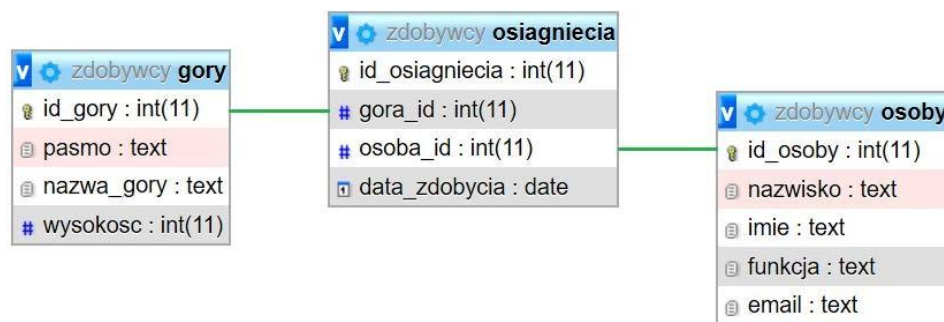 zdobywcy gory
id_gory : int(11)
pasmo : text
nazwa_gory : text
wysokosc : int(11)
zdobywcy osiagniecia
id_osiagniecia : int(11)
gora_id : int(11)
osoba_id : int(11)
data_zdobycia : date
zdobywcy osoby
id_osoby : int(11)
nazwisko : text
imie : text
funkcja : text
email : text